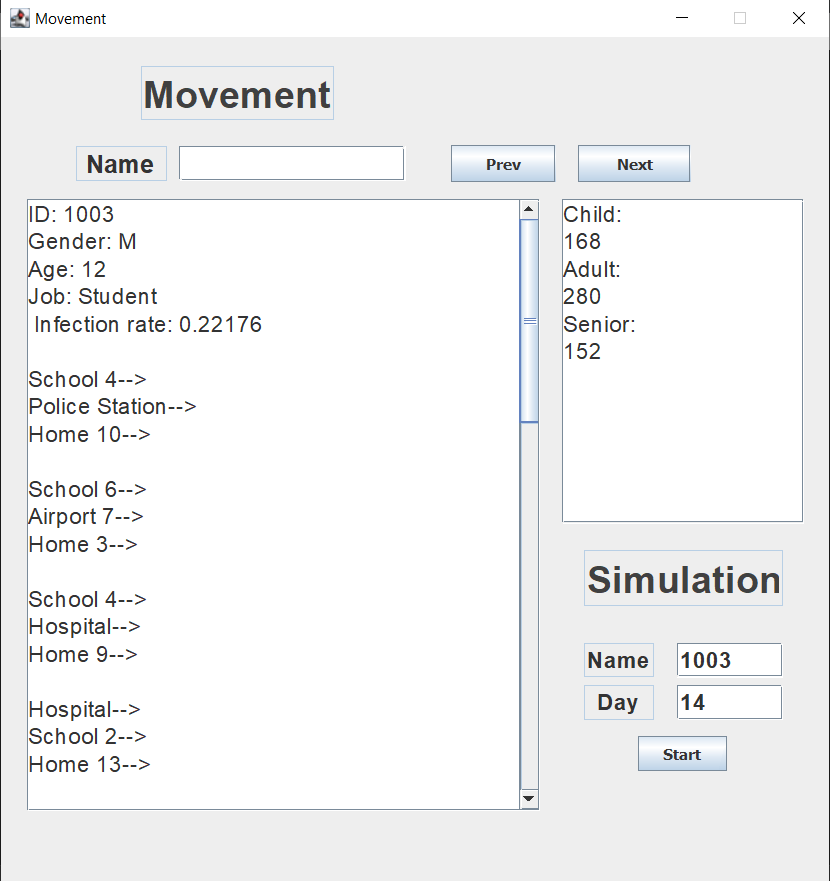 Movement
Movement
Name
Prev
Next
ID: 1003
Gender: M
Age: 12
Job: Student
Infection rate: 0.22176
School 4-->
Police Station-->
Home 10-->
School 6-->
Airport 7-->
Home 3-->
School 4-->
Hospital-->
Home 9-->
Hospital-->
School 2-->
Home 13-->
Child:
168
Adult:
280
Senior:
152
Simulation
Name 1003
Day 14
Start